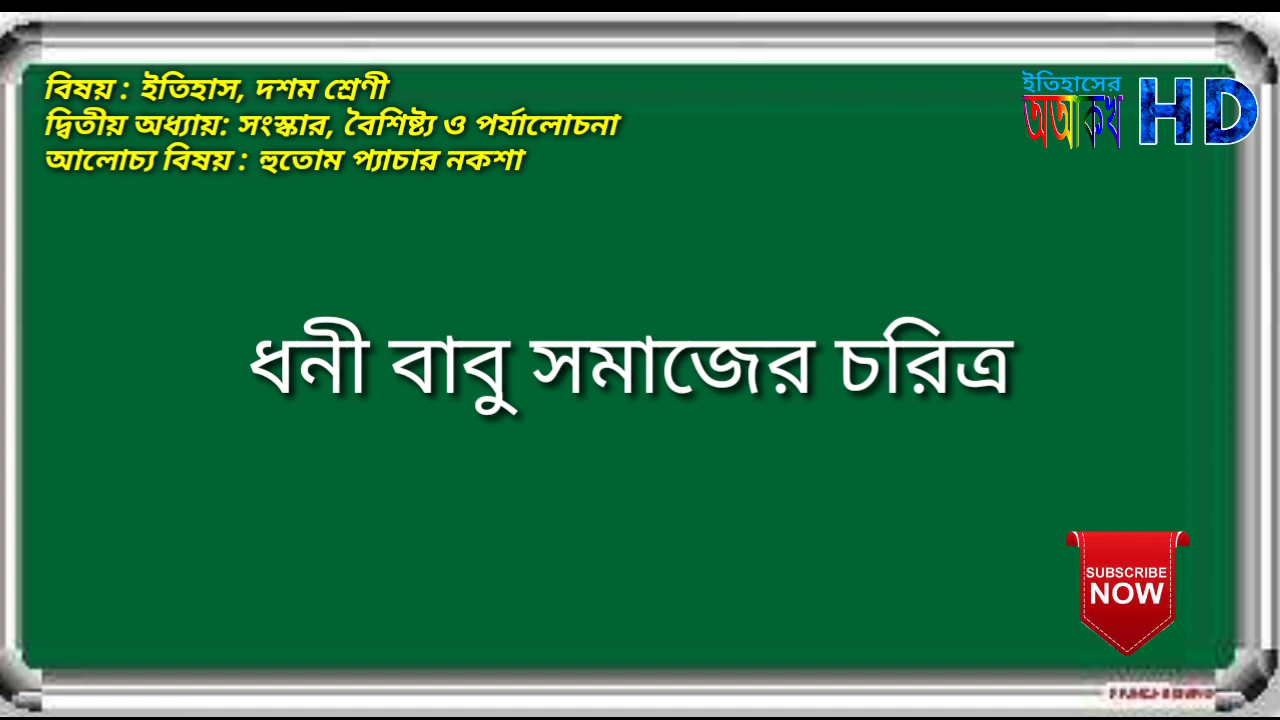 বিষয় : ইতিহাস, দশম শ্রেণী
দ্বিতীয় অধ্যায়: সংস্কার, বৈশিষ্ট্য ও পর্যালোচনা
আলোচ্য বিষয় : হুতোম প্যাচার নকশা
ইতিহাসের
অআকখ HD
ধনী বাবু সমাজের চরিত্র
SUBSCRIBE
NOW